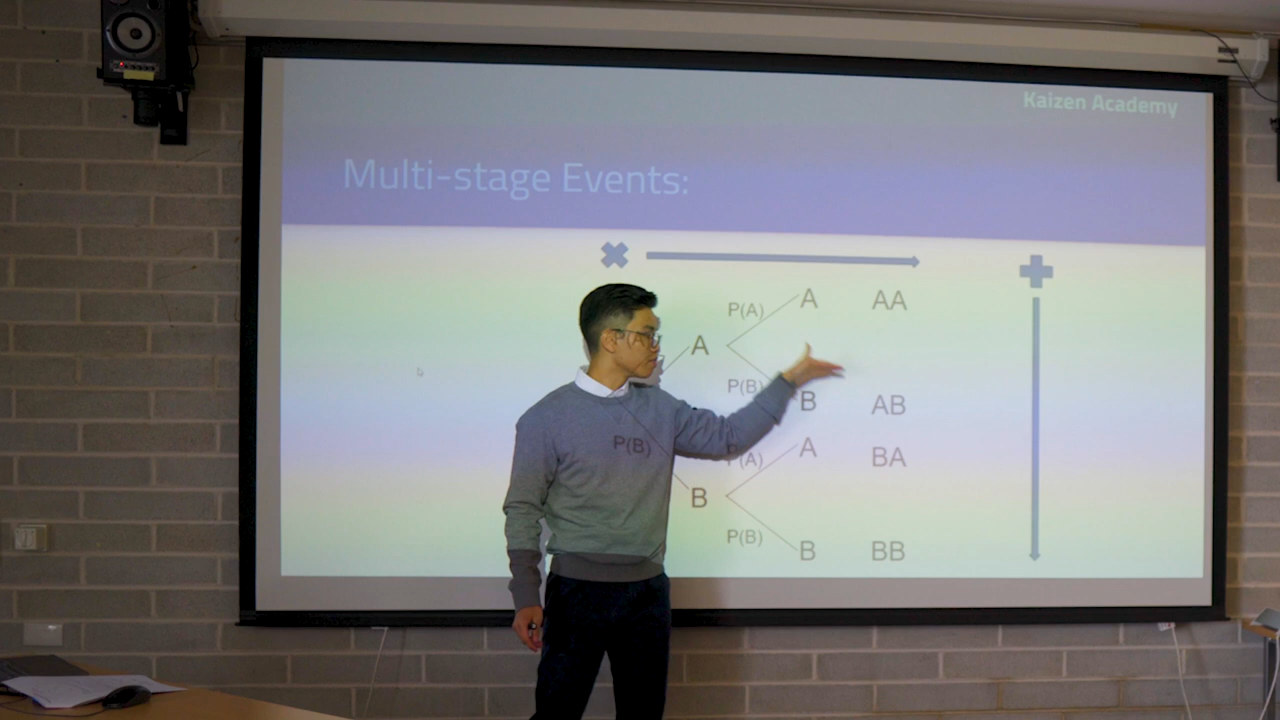 Kaizen Academy
Multi-stage Events:
P(A) A AA
A
P(B) B AB
P(B) P(A) A BA
B
P(B) B BB